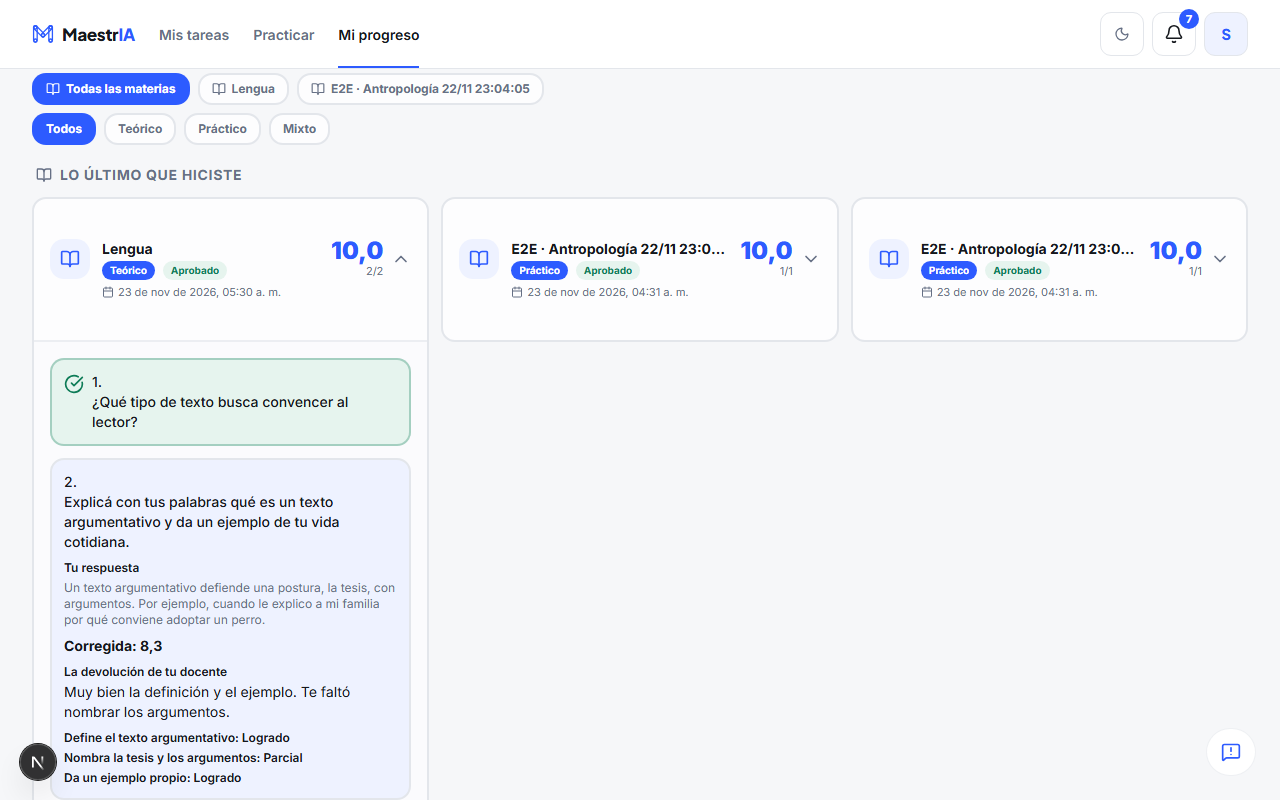 MaestrIA
Mis tareas
Practicar
Mi progreso
7
S
Todas las materias
Lengua
E2E · Antropología 22/11 23:04:05
Todos
Teórico
Práctico
Mixto
LO ÚLTIMO QUE HICISTE
Lengua
Teórico
Aprobado
23 de nov de 2026, 05:30 a. m.
10,0
2/2
E2E · Antropología 22/11 23:0...
Práctico
Aprobado
23 de nov de 2026, 04:31 a. m.
10,0
1/1
E2E · Antropología 22/11 23:0...
Práctico
Aprobado
23 de nov de 2026, 04:31 a. m.
10,0
1/1
1.
¿Qué tipo de texto busca convencer al
lector?
2.
Explicá con tus palabras qué es un texto
argumentativo y da un ejemplo de tu vida
cotidiana.
Tu respuesta
Un texto argumentativo defiende una postura, la tesis, con
argumentos. Por ejemplo, cuando le explico a mi familia
por qué conviene adoptar un perro.
Corregida: 8,3
La devolución de tu docente
Muy bien la definición y el ejemplo. Te faltó
nombrar los argumentos.
Define el texto argumentativo: Logrado
Nombra la tesis y los argumentos: Parcial
Da un ejemplo propio: Logrado
N